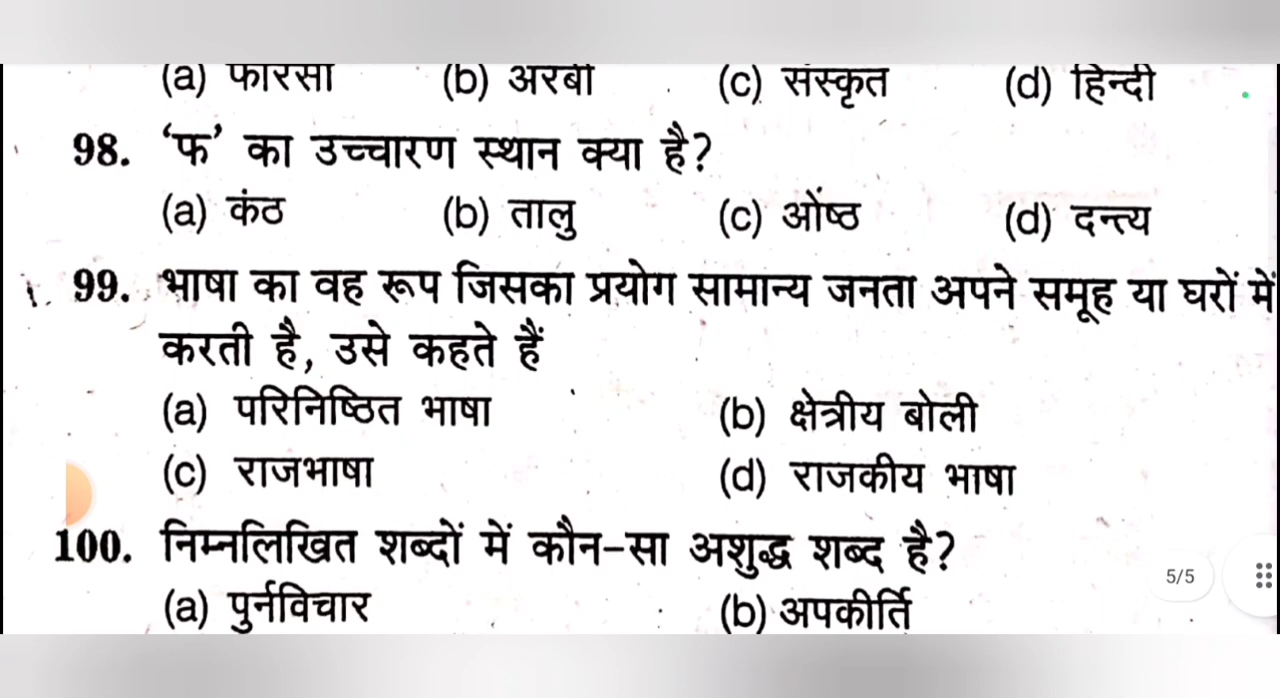 (a) फारसी (b) अरबी (c) संस्कृत (d) हिन्दी
98. ‘फ’ का उच्चारण स्थान क्या है?
(a) कंठ (b) तालु (c) ओंष्ठ (d) दन्त्य
99. भाषा का वह रूप जिसका प्रयोग सामान्य जनता अपने समूह या घरों में
करती है, उसे कहते हैं
(a) परिनिष्ठित भाषा (b) क्षेत्रीय बोली
(c) राजभाषा (d) राजकीय भाषा
100. निम्नलिखित शब्दों में कौन-सा अशुद्ध शब्द है?
5/5
(a) पुर्नविचार (b) अपकीर्ति